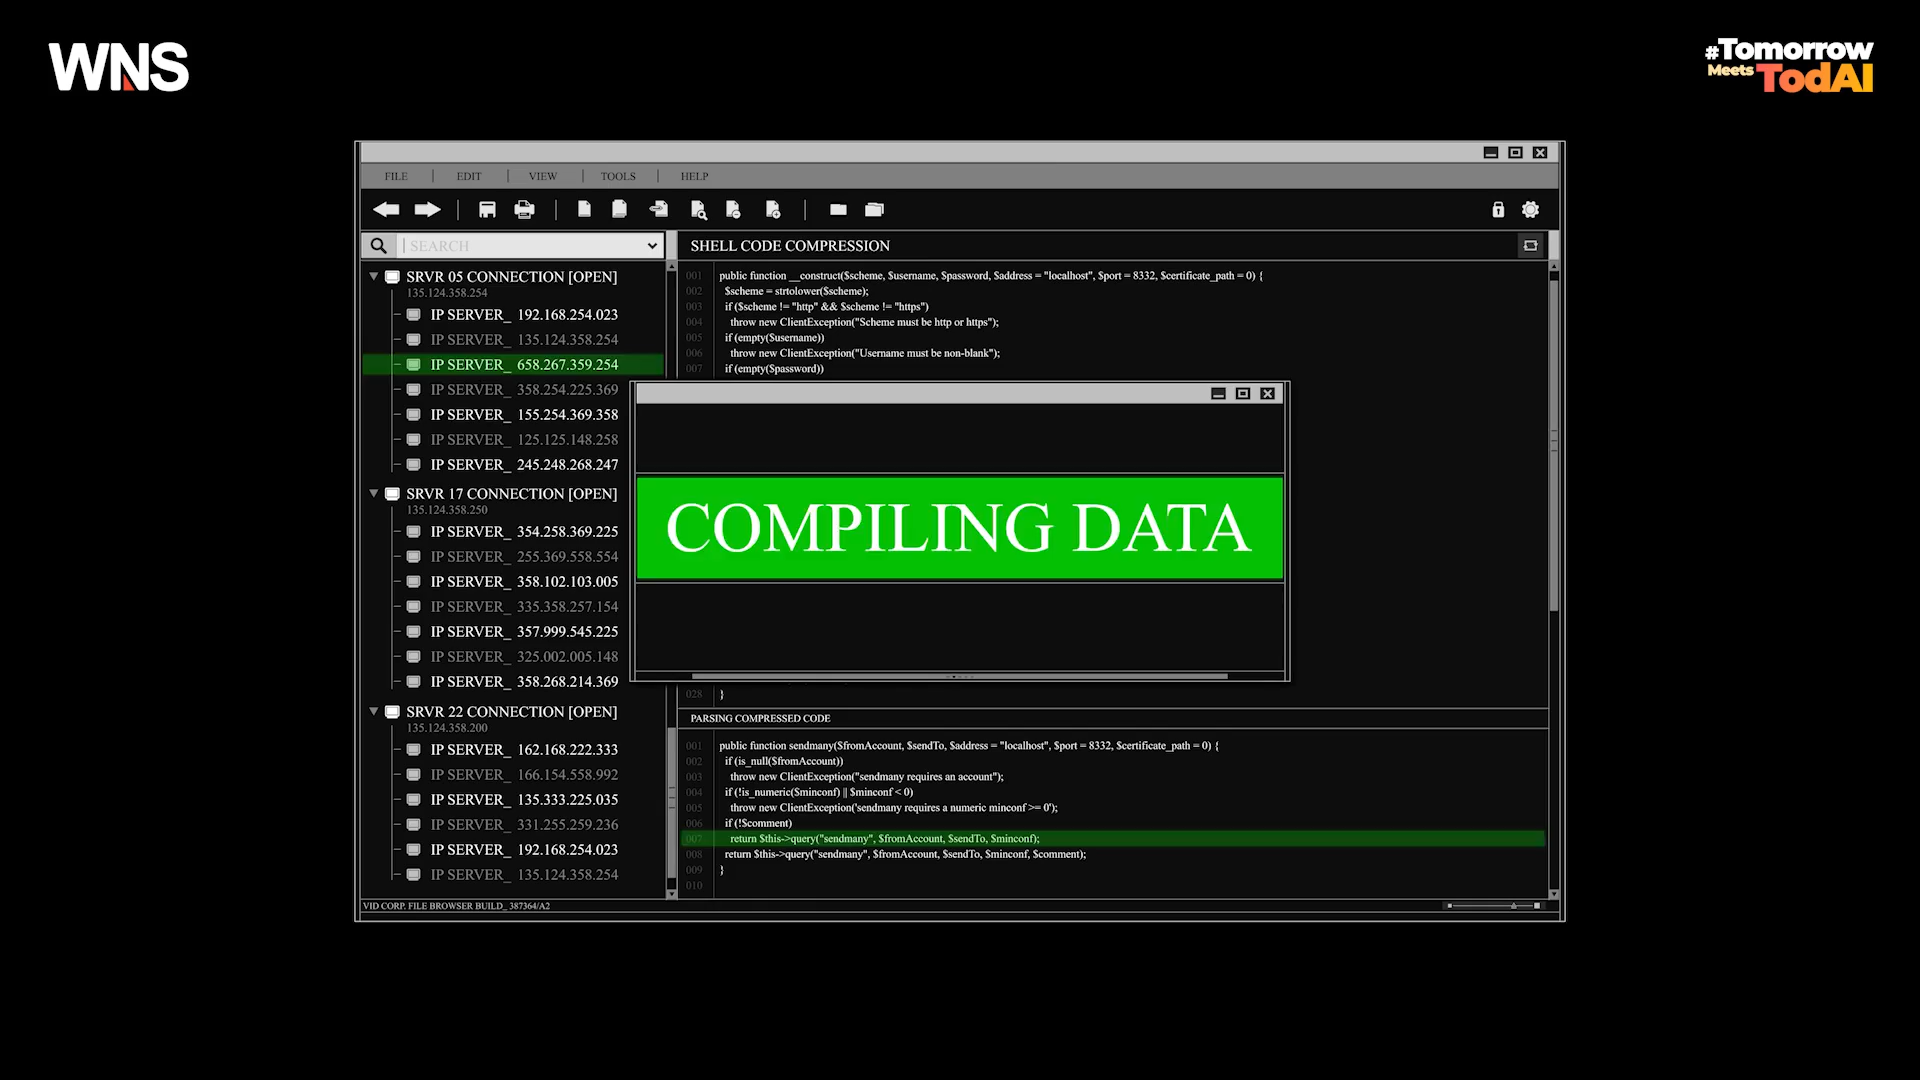 WNS
#Tomorrow
Meets TodAI
FILE | EDIT | VIEW | TOOLS | HELP
SEARCH
SRVR 05 CONNECTION [OPEN]
135.124.358.254
IP SERVER_ 192.168.254.023
IP SERVER_ 135.124.358.254
IP SERVER_ 658.267.359.254
IP SERVER_ 358.254.225.369
IP SERVER_ 155.254.369.358
IP SERVER_ 125.125.148.258
IP SERVER_ 245.248.268.247
SRVR 17 CONNECTION [OPEN]
135.124.358.250
IP SERVER_ 354.258.369.225
IP SERVER_ 255.369.558.554
IP SERVER_ 358.102.103.005
IP SERVER_ 335.358.257.154
IP SERVER_ 357.999.545.225
IP SERVER_ 325.002.005.148
IP SERVER_ 358.268.214.369
SRVR 22 CONNECTION [OPEN]
135.124.358.200
IP SERVER_ 162.168.222.333
IP SERVER_ 166.154.558.992
IP SERVER_ 135.333.225.035
IP SERVER_ 331.255.259.236
IP SERVER_ 192.168.254.023
IP SERVER_ 135.124.358.254
SHELL CODE COMPRESSION
001 public function __construct($scheme, $username, $password, $address = "localhost", $port = 8332, $certificate_path = 0) {
002 $scheme = strtolower($scheme);
003 if ($scheme != "http" && $scheme != "https")
004 throw new ClientException("Scheme must be http or https");
005 if (empty($username))
006 throw new ClientException("Username must be non-blank");
007 if (empty($password))
COMPILING DATA
028 }
PARSING COMPRESSED CODE
001 public function sendmany($fromAccount, $sendTo, $address = "localhost", $port = 8332, $certificate_path = 0) {
002 if (is_null($fromAccount))
003 throw new ClientException("sendmany requires an account");
004 if (!is_numeric($minconf) || $minconf < 0)
005 throw new ClientException('sendmany requires a numeric minconf >= 0');
006 if (!$comment)
007 return $this->query("sendmany", $fromAccount, $sendTo, $minconf);
008 return $this->query("sendmany", $fromAccount, $sendTo, $minconf, $comment);
009 }
010
VID CORP. FILE BROWSER BUILD_ 387364/A2